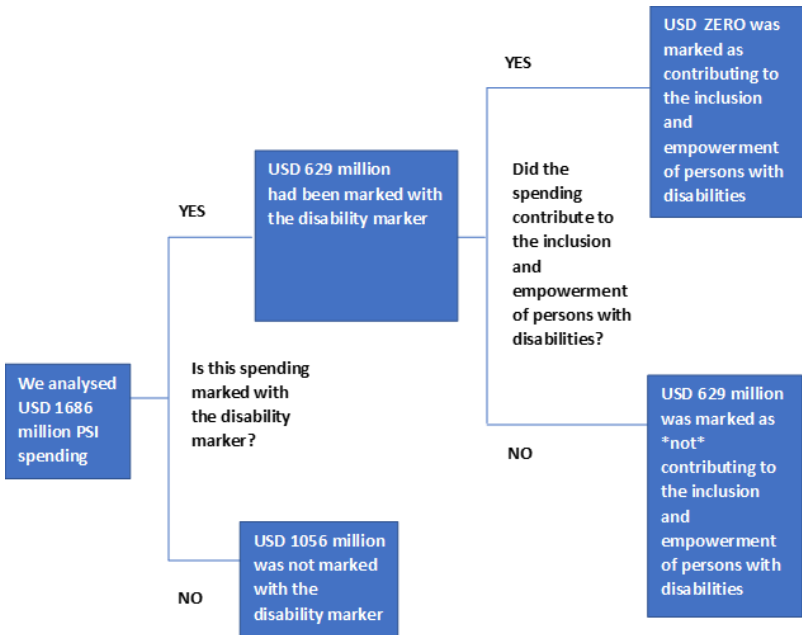 We analysed
USD 1686
million PSI
spending
Is this spending
marked with
the disability
marker?
YES
USD 629 million
had been marked with
the disability marker
NO
USD 1056 million
was not marked
with the
disability marker
Did the
spending
contribute to
the inclusion
and
empowerment
of persons with
disabilities?
YES
USD ZERO was
marked as
contributing to
the inclusion
and
empowerment
of persons with
disabilities
NO
USD 629 million
was marked as
*not*
contributing to
the inclusion
and
empowerment
of persons with
disabilities